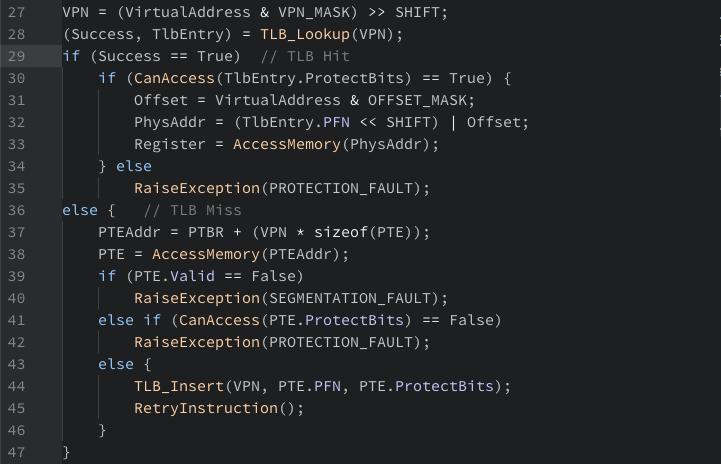 27 VPN = (VirtualAddress & VPN_MASK) >> SHIFT;
28 (Success, TlbEntry) = TLB_Lookup(VPN);
29 if (Success == True)  // TLB Hit
30     if (CanAccess(TlbEntry.ProtectBits) == True) {
31         Offset = VirtualAddress & OFFSET_MASK;
32         PhysAddr = (TlbEntry.PFN << SHIFT) | Offset;
33         Register = AccessMemory(PhysAddr);
34     } else
35         RaiseException(PROTECTION_FAULT);
36 else {   // TLB Miss
37     PTEAddr = PTBR + (VPN * sizeof(PTE));
38     PTE = AccessMemory(PTEAddr);
39     if (PTE.Valid == False)
40         RaiseException(SEGMENTATION_FAULT);
41     else if (CanAccess(PTE.ProtectBits) == False)
42         RaiseException(PROTECTION_FAULT);
43     else {
44         TLB_Insert(VPN, PTE.PFN, PTE.ProtectBits);
45         RetryInstruction();
46     }
47 }